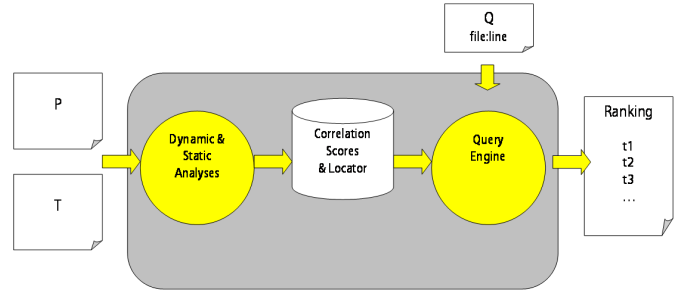 Q
file:line
P
T
Dynamic &
Static
Analyses
Correlation
Scores
& Locator
Query
Engine
Ranking
t1
t2
t3
...